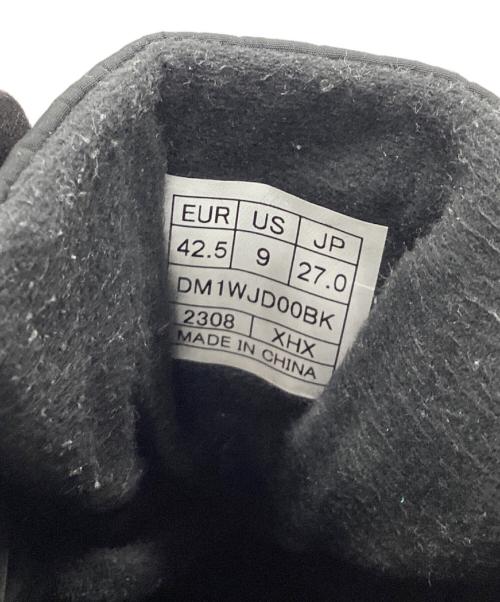 EUR US JP
42.5 9 27.0
DM1WJD00BK
2308 XHX
MADE IN CHINA